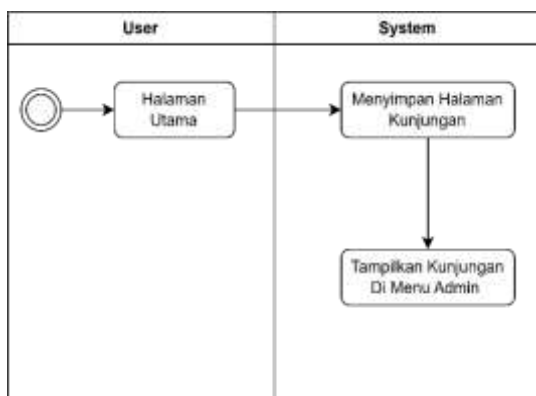 User
System
Halaman
Utama
Menyimpan Halaman
Kunjungan
Tampilkan Kunjungan
Di Menu Admin